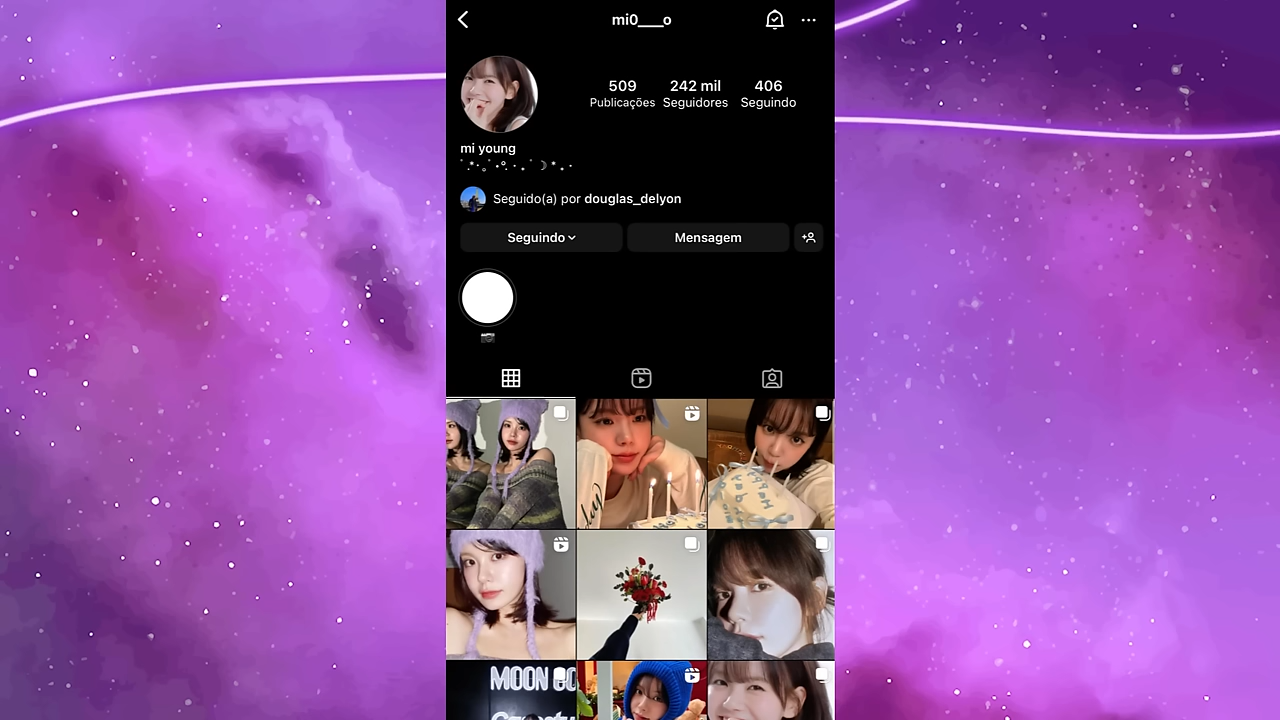 mi0___o
509 242 mil 406
Publicações Seguidores Seguindo
mi young
Seguido(a) por douglas_delyon
Seguindo
Mensagem
MOON